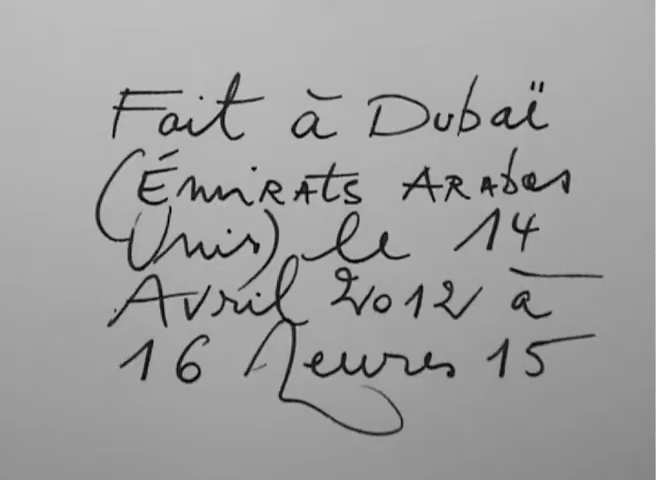 Fait à Dubaï
(Émirats Arabes
Unis) le 14
Avril 2012 à
16 heures 15